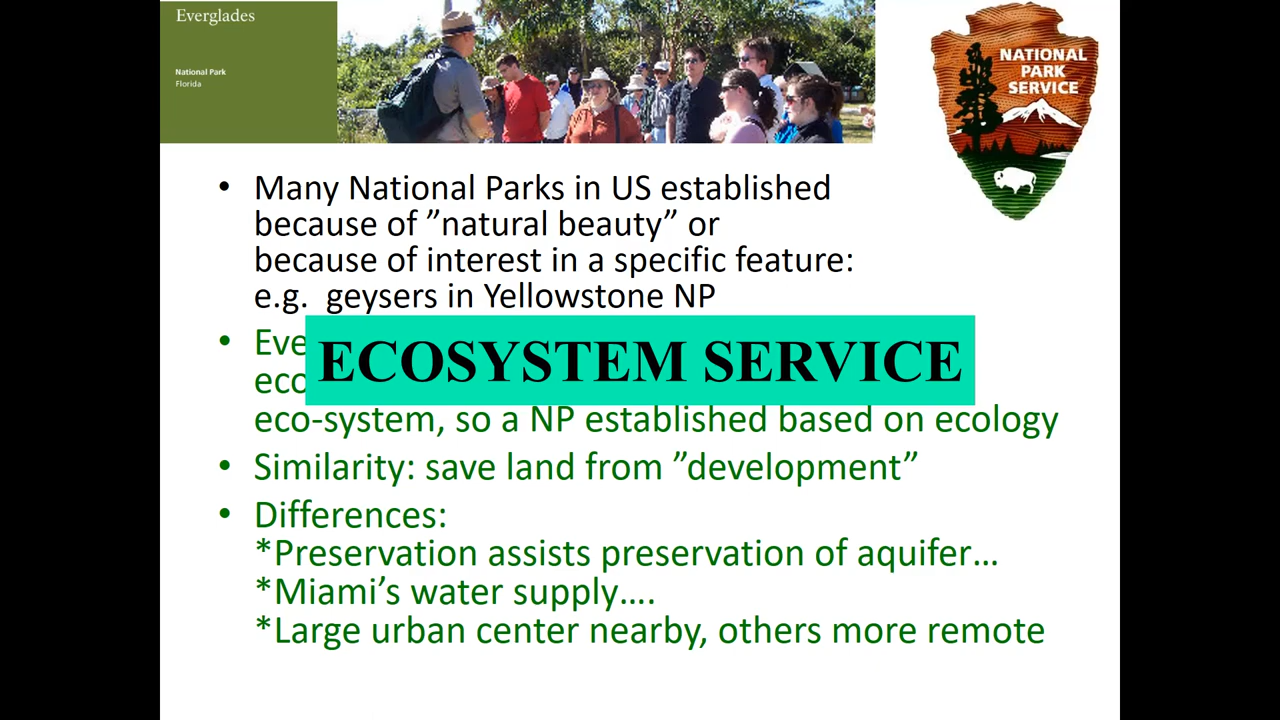 Everglades
National Park
Florida
NATIONAL
PARK
SERVICE
• Many National Parks in US established
because of ”natural beauty” or
because of interest in a specific feature:
e.g. geysers in Yellowstone NP
ECOSYSTEM SERVICE
eco-system, so a NP established based on ecology
• Similarity: save land from ”development”
• Differences:
*Preservation assists preservation of aquifer…
*Miami’s water supply….
*Large urban center nearby, others more remote